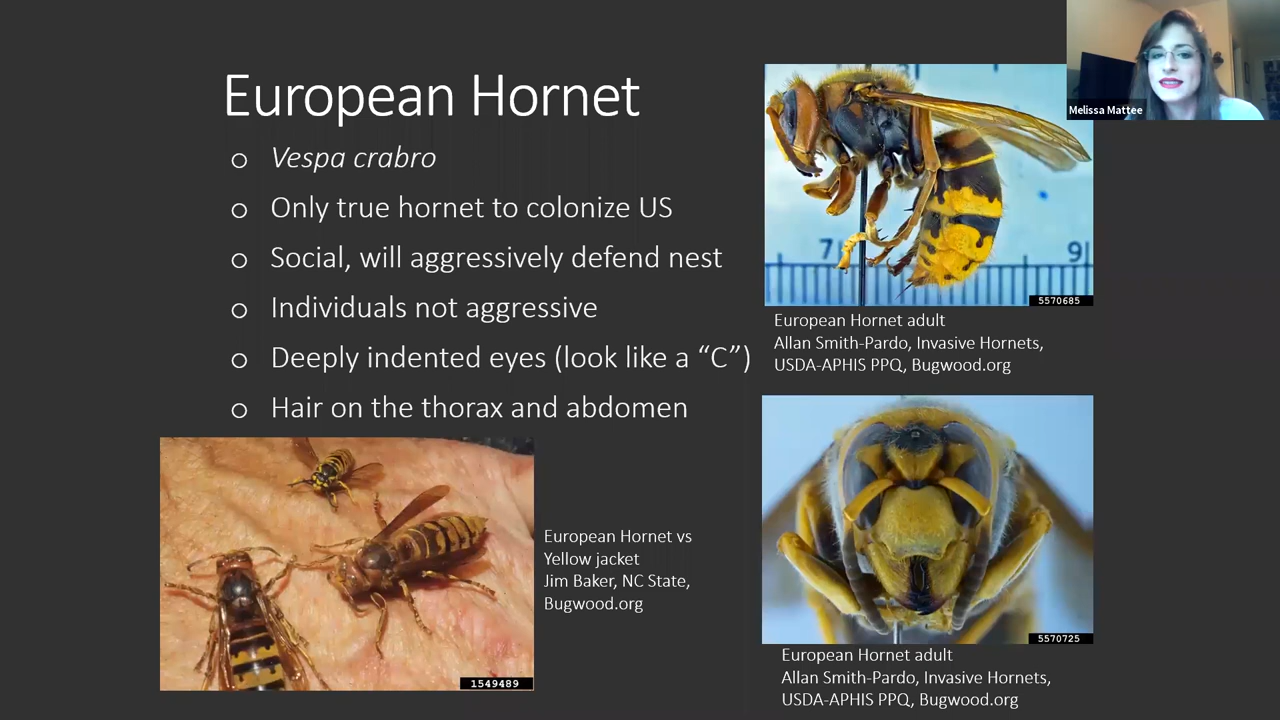 European Hornet
o Vespa crabro
o Only true hornet to colonize US
o Social, will aggressively defend nest
o Individuals not aggressive
o Deeply indented eyes (look like a “C”)
o Hair on the thorax and abdomen
Melissa Mattee
7
9
5570685
European Hornet adult
Allan Smith-Pardo, Invasive Hornets,
USDA-APHIS PPQ, Bugwood.org
1549489
European Hornet vs
Yellow jacket
Jim Baker, NC State,
Bugwood.org
5570725
European Hornet adult
Allan Smith-Pardo, Invasive Hornets,
USDA-APHIS PPQ, Bugwood.org